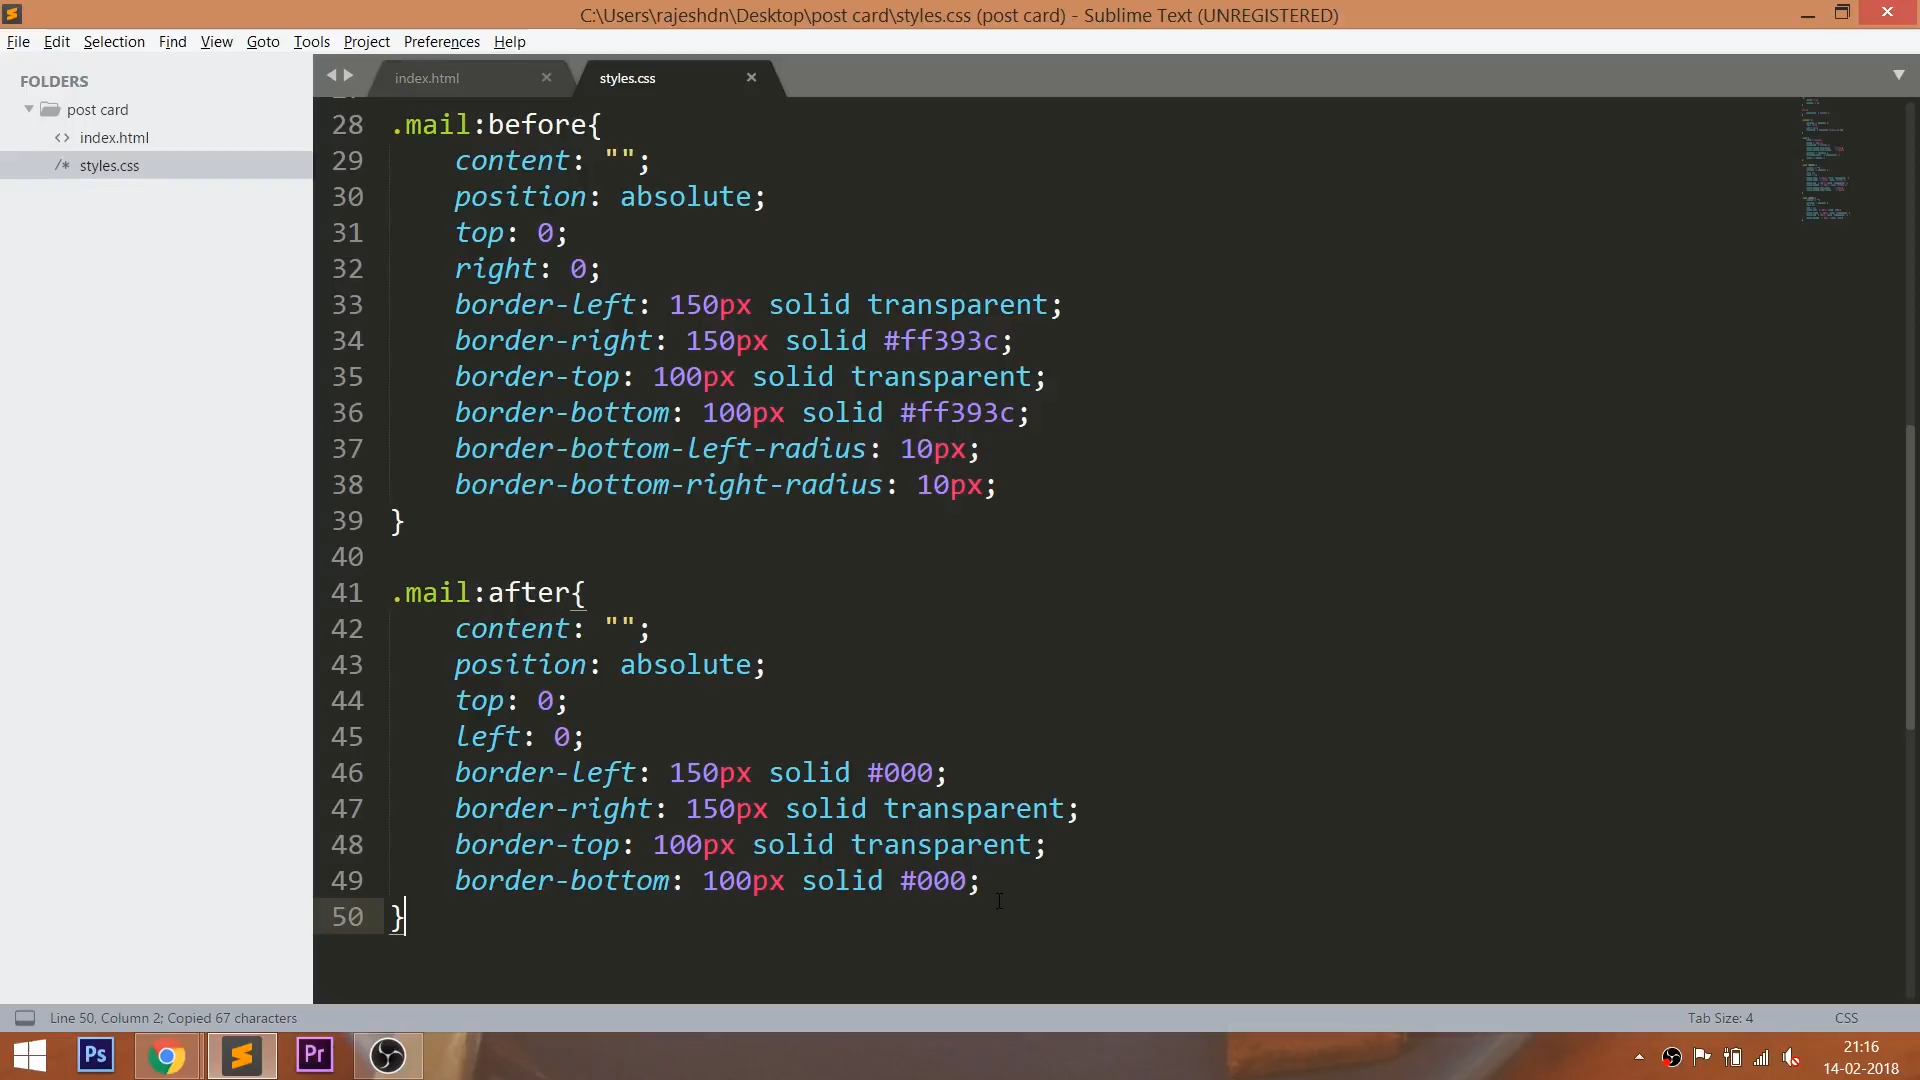 C:\Users\rajeshdn\Desktop\post card\styles.css (post card) - Sublime Text (UNREGISTERED)
File Edit Selection Find View Goto Tools Project Preferences Help
FOLDERS
post card
index.html
styles.css
index.html
styles.css
28 .mail:before{
29 content: "";
30 position: absolute;
31 top: 0;
32 right: 0;
33 border-left: 150px solid transparent;
34 border-right: 150px solid #ff393c;
35 border-top: 100px solid transparent;
36 border-bottom: 100px solid #ff393c;
37 border-bottom-left-radius: 10px;
38 border-bottom-right-radius: 10px;
39 }
40
41 .mail:after{
42 content: "";
43 position: absolute;
44 top: 0;
45 left: 0;
46 border-left: 150px solid #000;
47 border-right: 150px solid transparent;
48 border-top: 100px solid transparent;
49 border-bottom: 100px solid #000;
50 }
Line 50, Column 2; Copied 67 characters
Tab Size: 4
CSS
Ps
Pr
21:16
14-02-2018